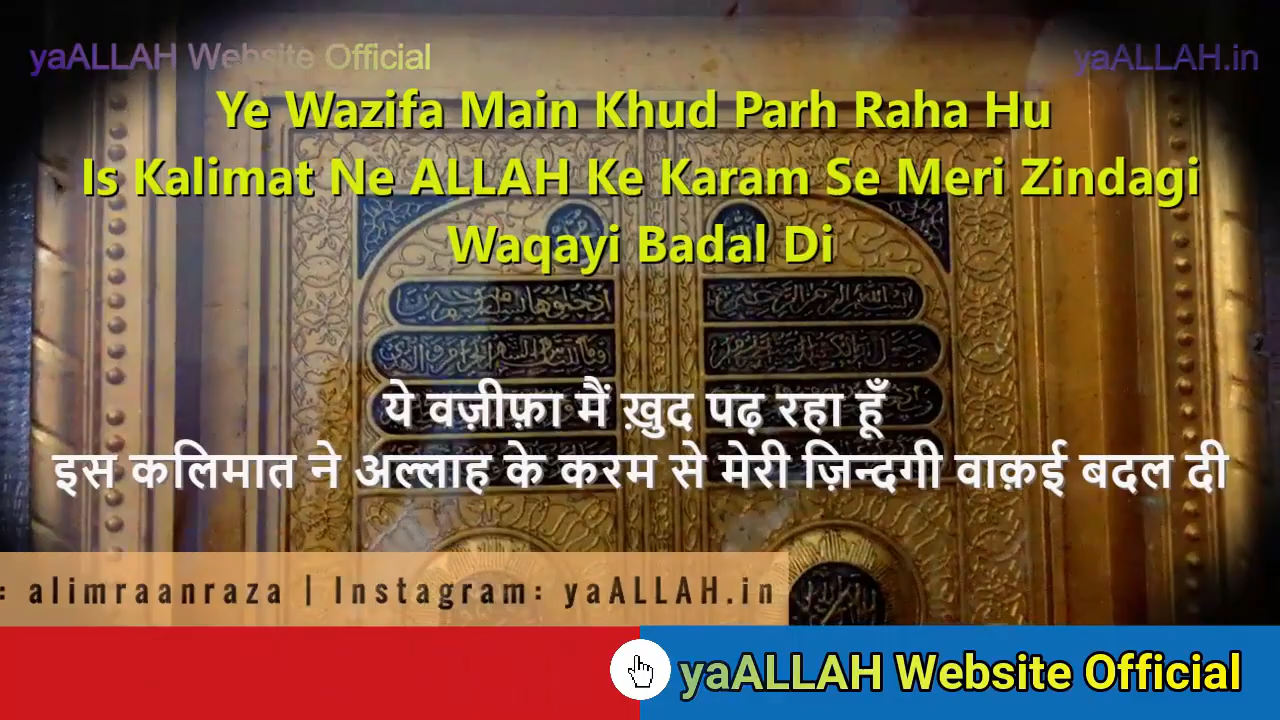 yaALLAH Website Official
yaALLAH.in
Ye Wazifa Main Khud Parh Raha Hu
Is Kalimat Ne ALLAH Ke Karam Se Meri Zindagi
Waqayi Badal Di
ये वज़ीफ़ा मैं ख़ुद पढ़ रहा हूँ
इस कलिमात ने अल्लाह के करम से मेरी ज़िन्दगी वाक़ई बदल दी
: alimraanraza | Instagram: yaALLAH.in
yaALLAH Website Official